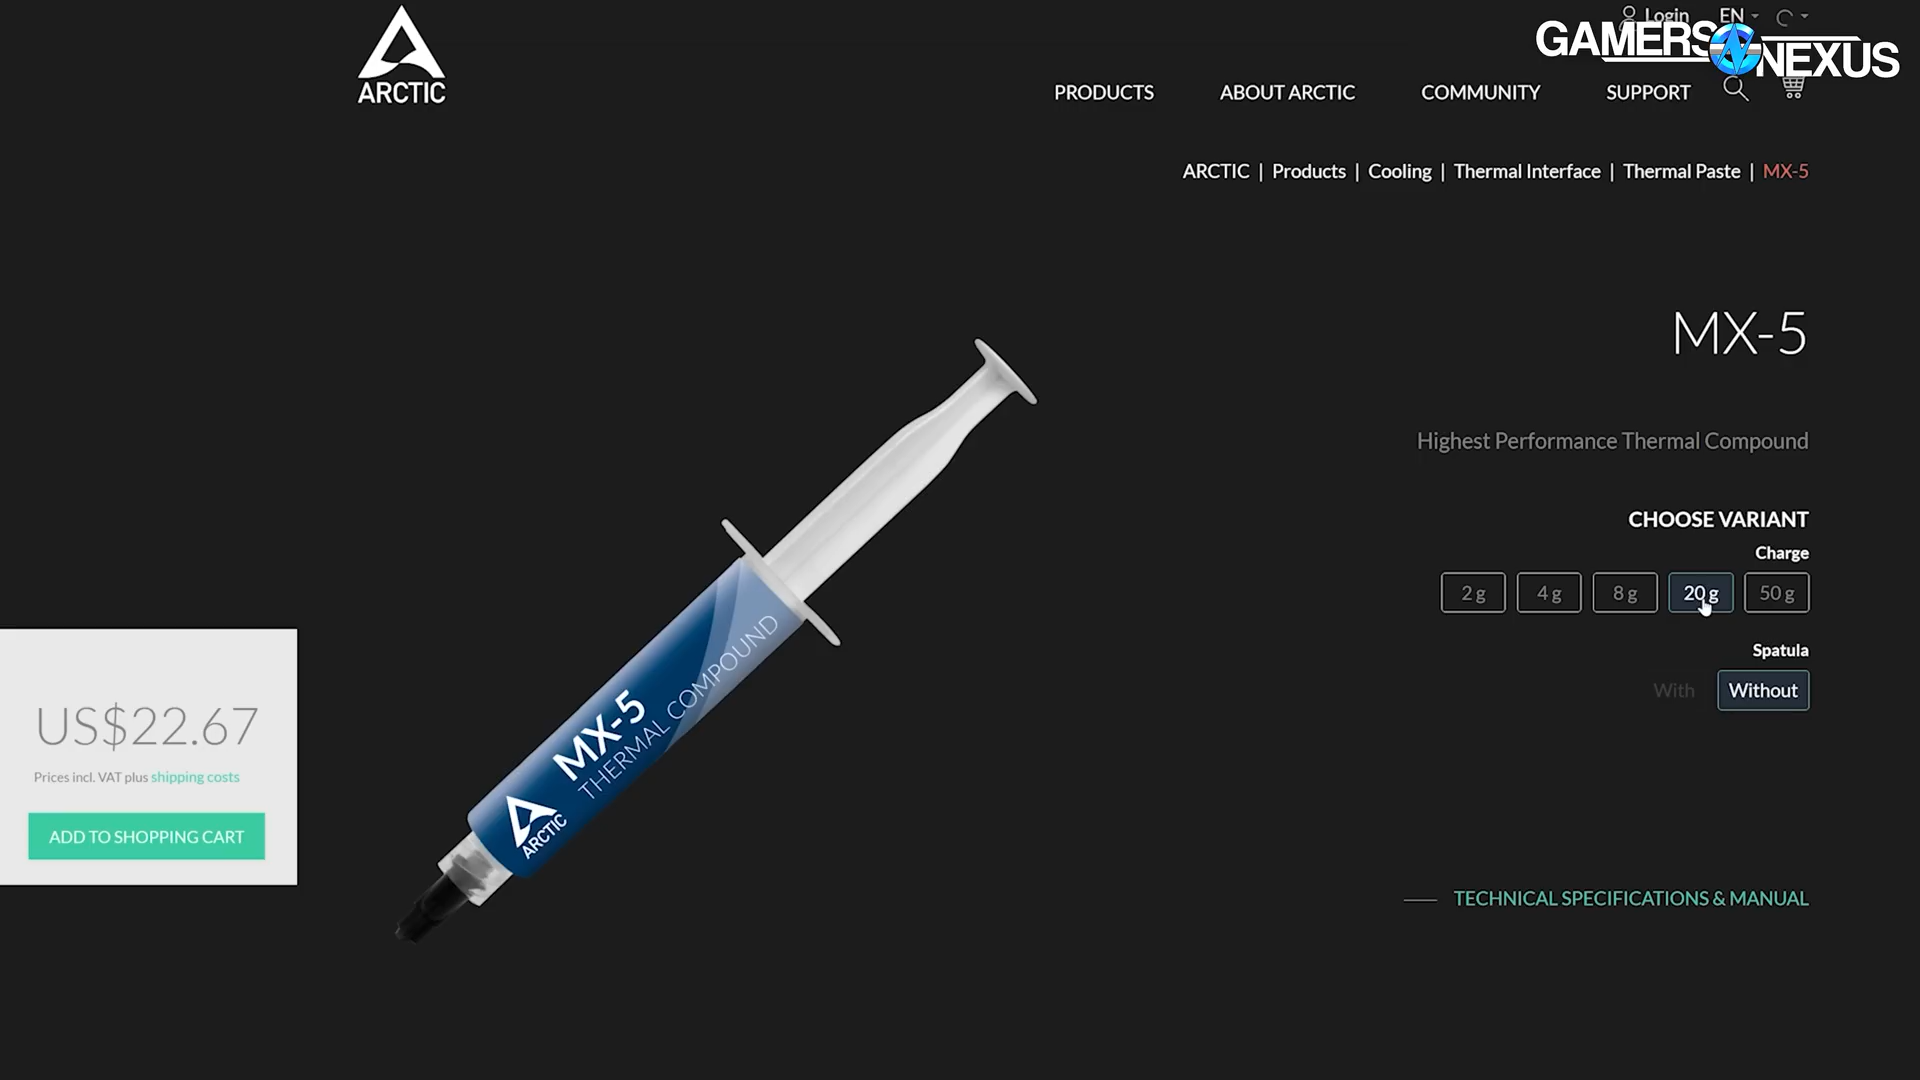 ARCTIC
Login EN
GAMERS NEXUS
PRODUCTS ABOUT ARCTIC COMMUNITY SUPPORT
ARCTIC | Products | Cooling | Thermal Interface | Thermal Paste | MX-5
MX-5
Highest Performance Thermal Compound
CHOOSE VARIANT
Charge
2 g 4 g 8 g 20 g 50 g
Spatula
With Without
MX-5
THERMAL COMPOUND
ARCTIC
US$22.67
Prices incl. VAT plus shipping costs
ADD TO SHOPPING CART
TECHNICAL SPECIFICATIONS & MANUAL